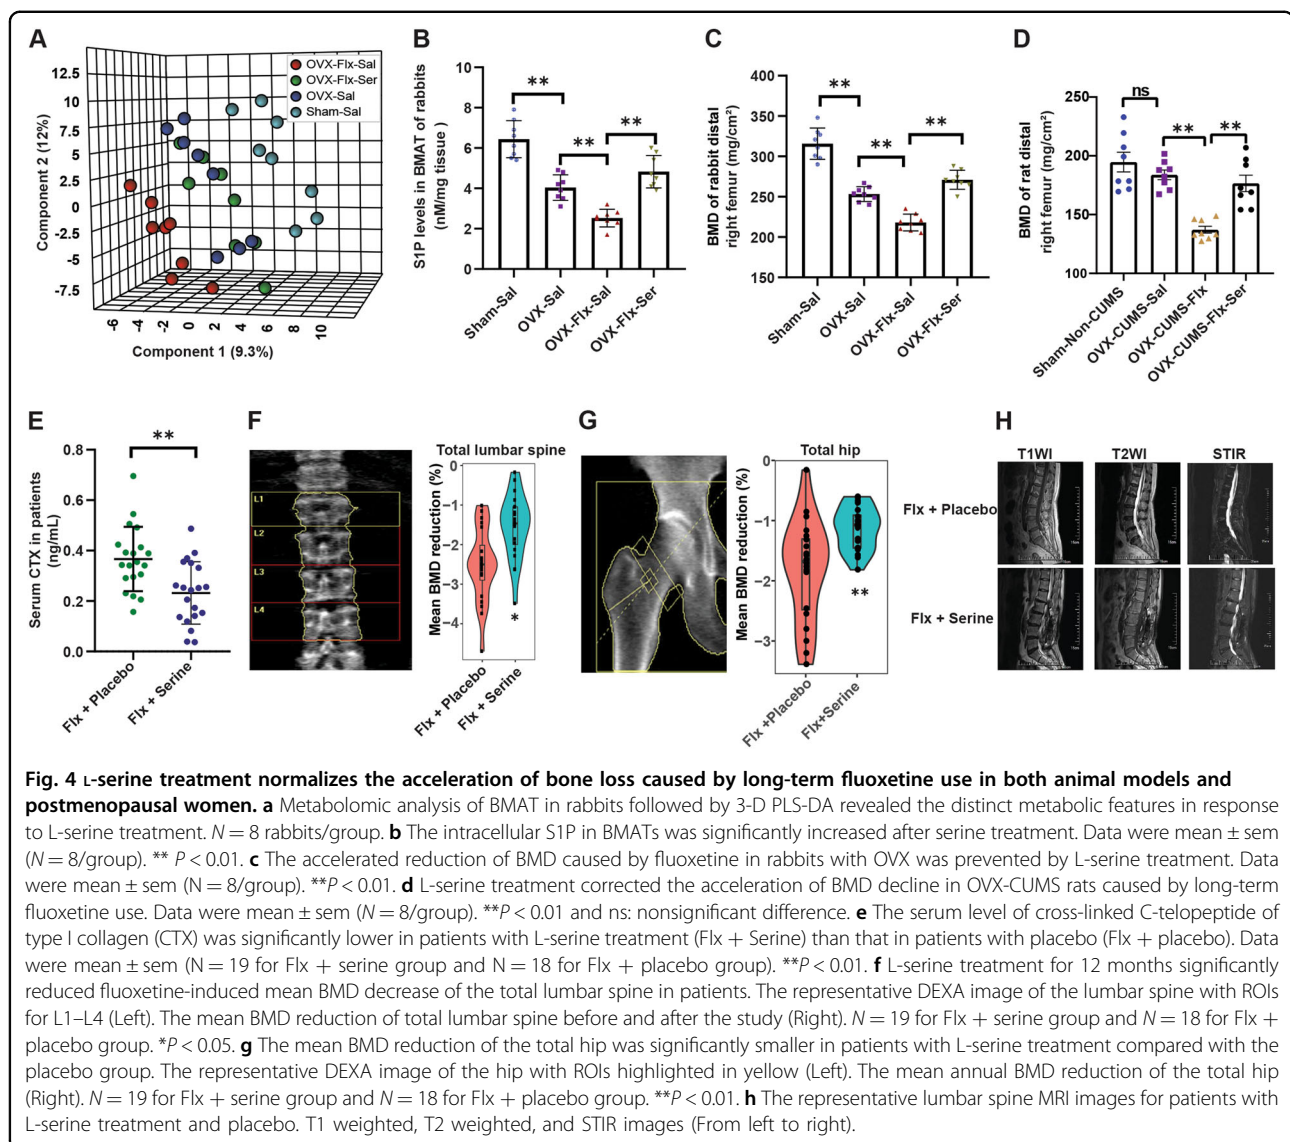 A
12.5
10
7.5
5
2.5
0
-2.5
-5
-7.5
Component 2 (12%)
-6
-4
-2
0
2
4
6
8
10
Component 1 (9.3%)
OVX-Flx-Sal
OVX-Flx-Ser
OVX-Sal
Sham-Sal
B
S1P levels in BMAT of rabbits
(nM/mg tissue )
10
8
6
4
2
0
**
**
**
Sham-Sal
OVX-Sal
OVX-Flx-Sal
OVX-Flx-Ser
C
BMD of rabbit distal
right femur (mg/cm²)
400
350
300
250
200
150
**
**
**
Sham-Sal
OVX-Sal
OVX-Flx-Sal
OVX-Flx-Ser
D
BMD of rat distal
right femur (mg/cm²)
250
200
150
100
ns
**
**
Sham-Non-CUMS
OVX-CUMS-Sal
OVX-CUMS-Flx
OVX-CUMS-Flx-Ser
E
Serum CTX in patients
(ng/mL)
0.8
0.6
0.4
0.2
0.0
**
Flx + Placebo
Flx + Serine
F
L1
L2
L3
L4
Total lumbar spine
Mean BMD reduction (%)
0
−1
−2
−3
−4
*
Flx + Placebo
Flx + Serine
G
Total hip
Mean BMD reduction (%)
0
−1
−2
−3
**
Flx +Placebo
Flx+Serine
H
T1WI T2WI STIR
Flx + Placebo
Flx + Serine
Fig. 4 L-serine treatment normalizes the acceleration of bone loss caused by long-term fluoxetine use in both animal models and
postmenopausal women. a Metabolomic analysis of BMAT in rabbits followed by 3-D PLS-DA revealed the distinct metabolic features in response
to L-serine treatment. N = 8 rabbits/group. b The intracellular S1P in BMATs was significantly increased after serine treatment. Data were mean ± sem
(N = 8/group). ** P < 0.01. c The accelerated reduction of BMD caused by fluoxetine in rabbits with OVX was prevented by L-serine treatment. Data
were mean ± sem (N = 8/group). **P < 0.01. d L-serine treatment corrected the acceleration of BMD decline in OVX-CUMS rats caused by long-term
fluoxetine use. Data were mean ± sem (N = 8/group). **P < 0.01 and ns: nonsignificant difference. e The serum level of cross-linked C-telopeptide of
type I collagen (CTX) was significantly lower in patients with L-serine treatment (Flx + Serine) than that in patients with placebo (Flx + placebo). Data
were mean ± sem (N = 19 for Flx + serine group and N = 18 for Flx + placebo group). **P < 0.01. f L-serine treatment for 12 months significantly
reduced fluoxetine-induced mean BMD decrease of the total lumbar spine in patients. The representative DEXA image of the lumbar spine with ROIs
for L1–L4 (Left). The mean BMD reduction of total lumbar spine before and after the study (Right). N = 19 for Flx + serine group and N = 18 for Flx +
placebo group. *P < 0.05. g The mean BMD reduction of the total hip was significantly smaller in patients with L-serine treatment compared with the
placebo group. The representative DEXA image of the hip with ROIs highlighted in yellow (Left). The mean annual BMD reduction of the total hip
(Right). N = 19 for Flx + serine group and N = 18 for Flx + placebo group. **P < 0.01. h The representative lumbar spine MRI images for patients with
L-serine treatment and placebo. T1 weighted, T2 weighted, and STIR images (From left to right).